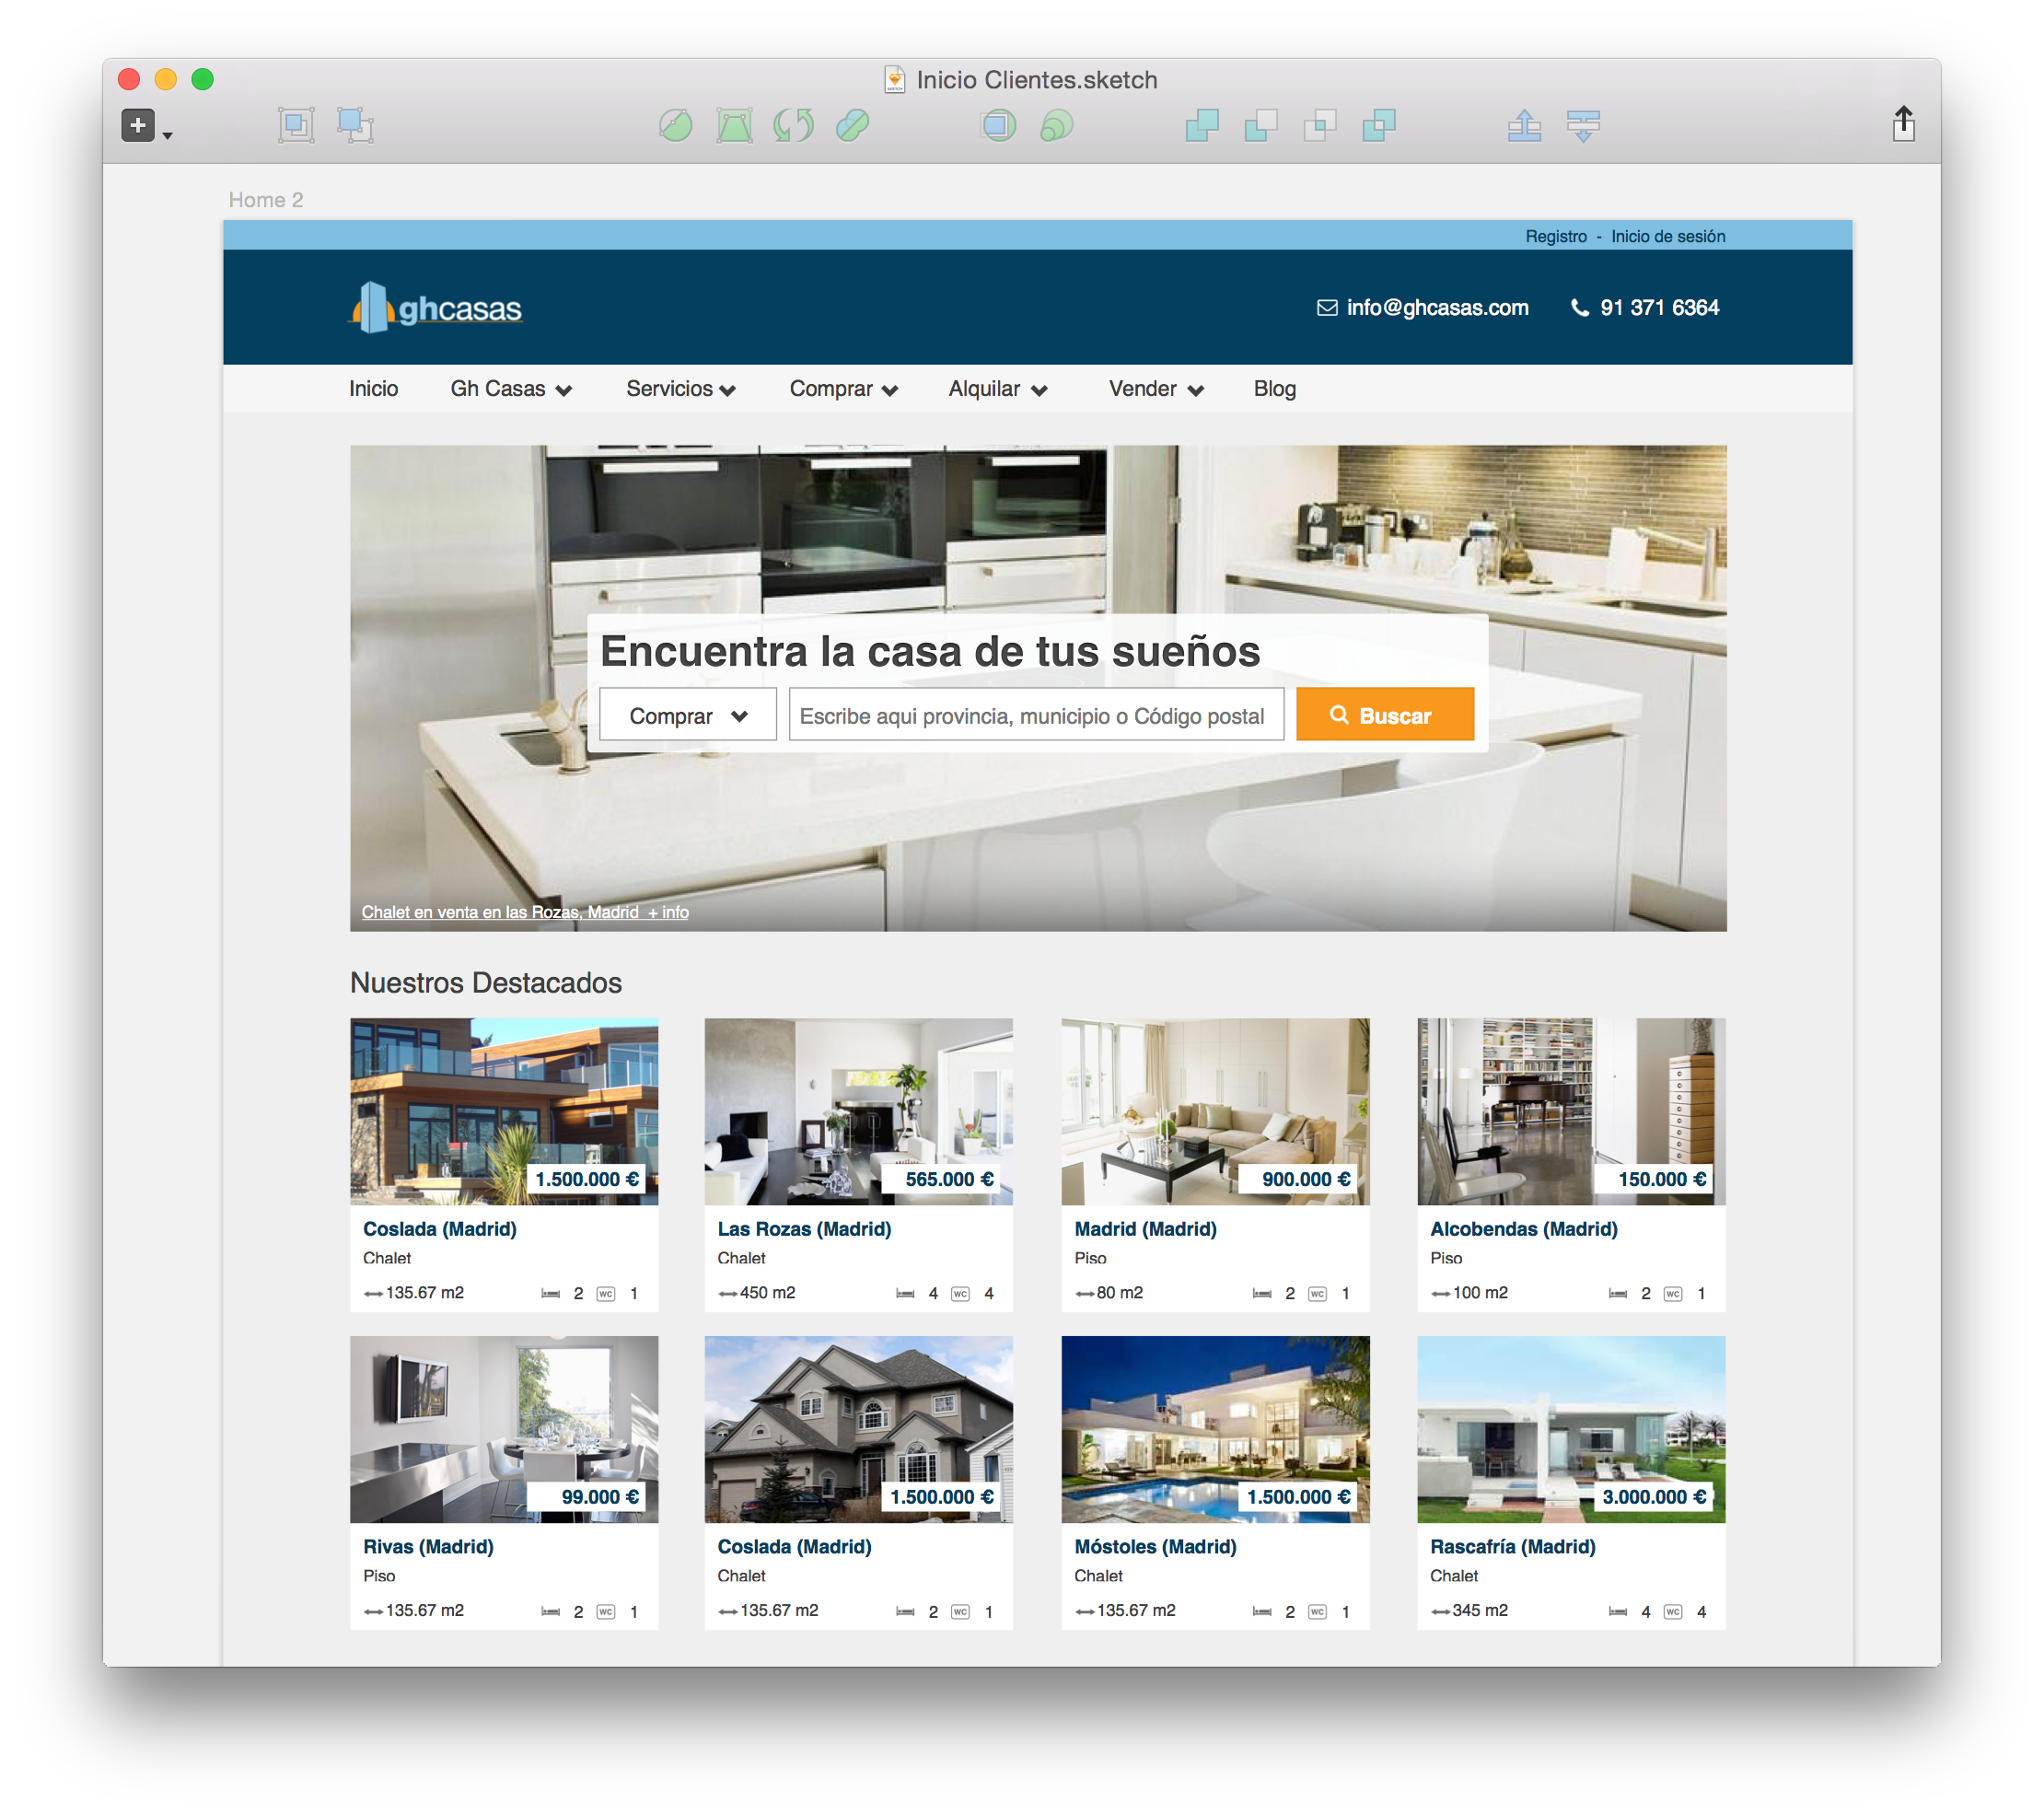 Inicio Clientes.sketch
Home 2
Registro - Inicio de sesión
ghcasas
info@ghcasas.com 91 371 6364
Inicio Gh Casas Servicios Comprar Alquilar Vender Blog
Encuentra la casa de tus sueños
Comprar Escribe aqui provincia, municipio o Código postal Buscar
Chalet en venta en las Rozas, Madrid + info
Nuestros Destacados
1.500.000 € 565.000 € 900.000 € 150.000 €
Coslada (Madrid) Las Rozas (Madrid) Madrid (Madrid) Alcobendas (Madrid)
Chalet Chalet Piso Piso
135.67 m2 2 WC 1 450 m2 4 WC 4 80 m2 2 WC 1 100 m2 2 WC 1
99.000 € 1.500.000 € 1.500.000 € 3.000.000 €
Rivas (Madrid) Coslada (Madrid) Móstoles (Madrid) Rascafría (Madrid)
Piso Chalet Chalet Chalet
135.67 m2 2 WC 1 135.67 m2 2 WC 1 135.67 m2 2 WC 1 345 m2 4 WC 4